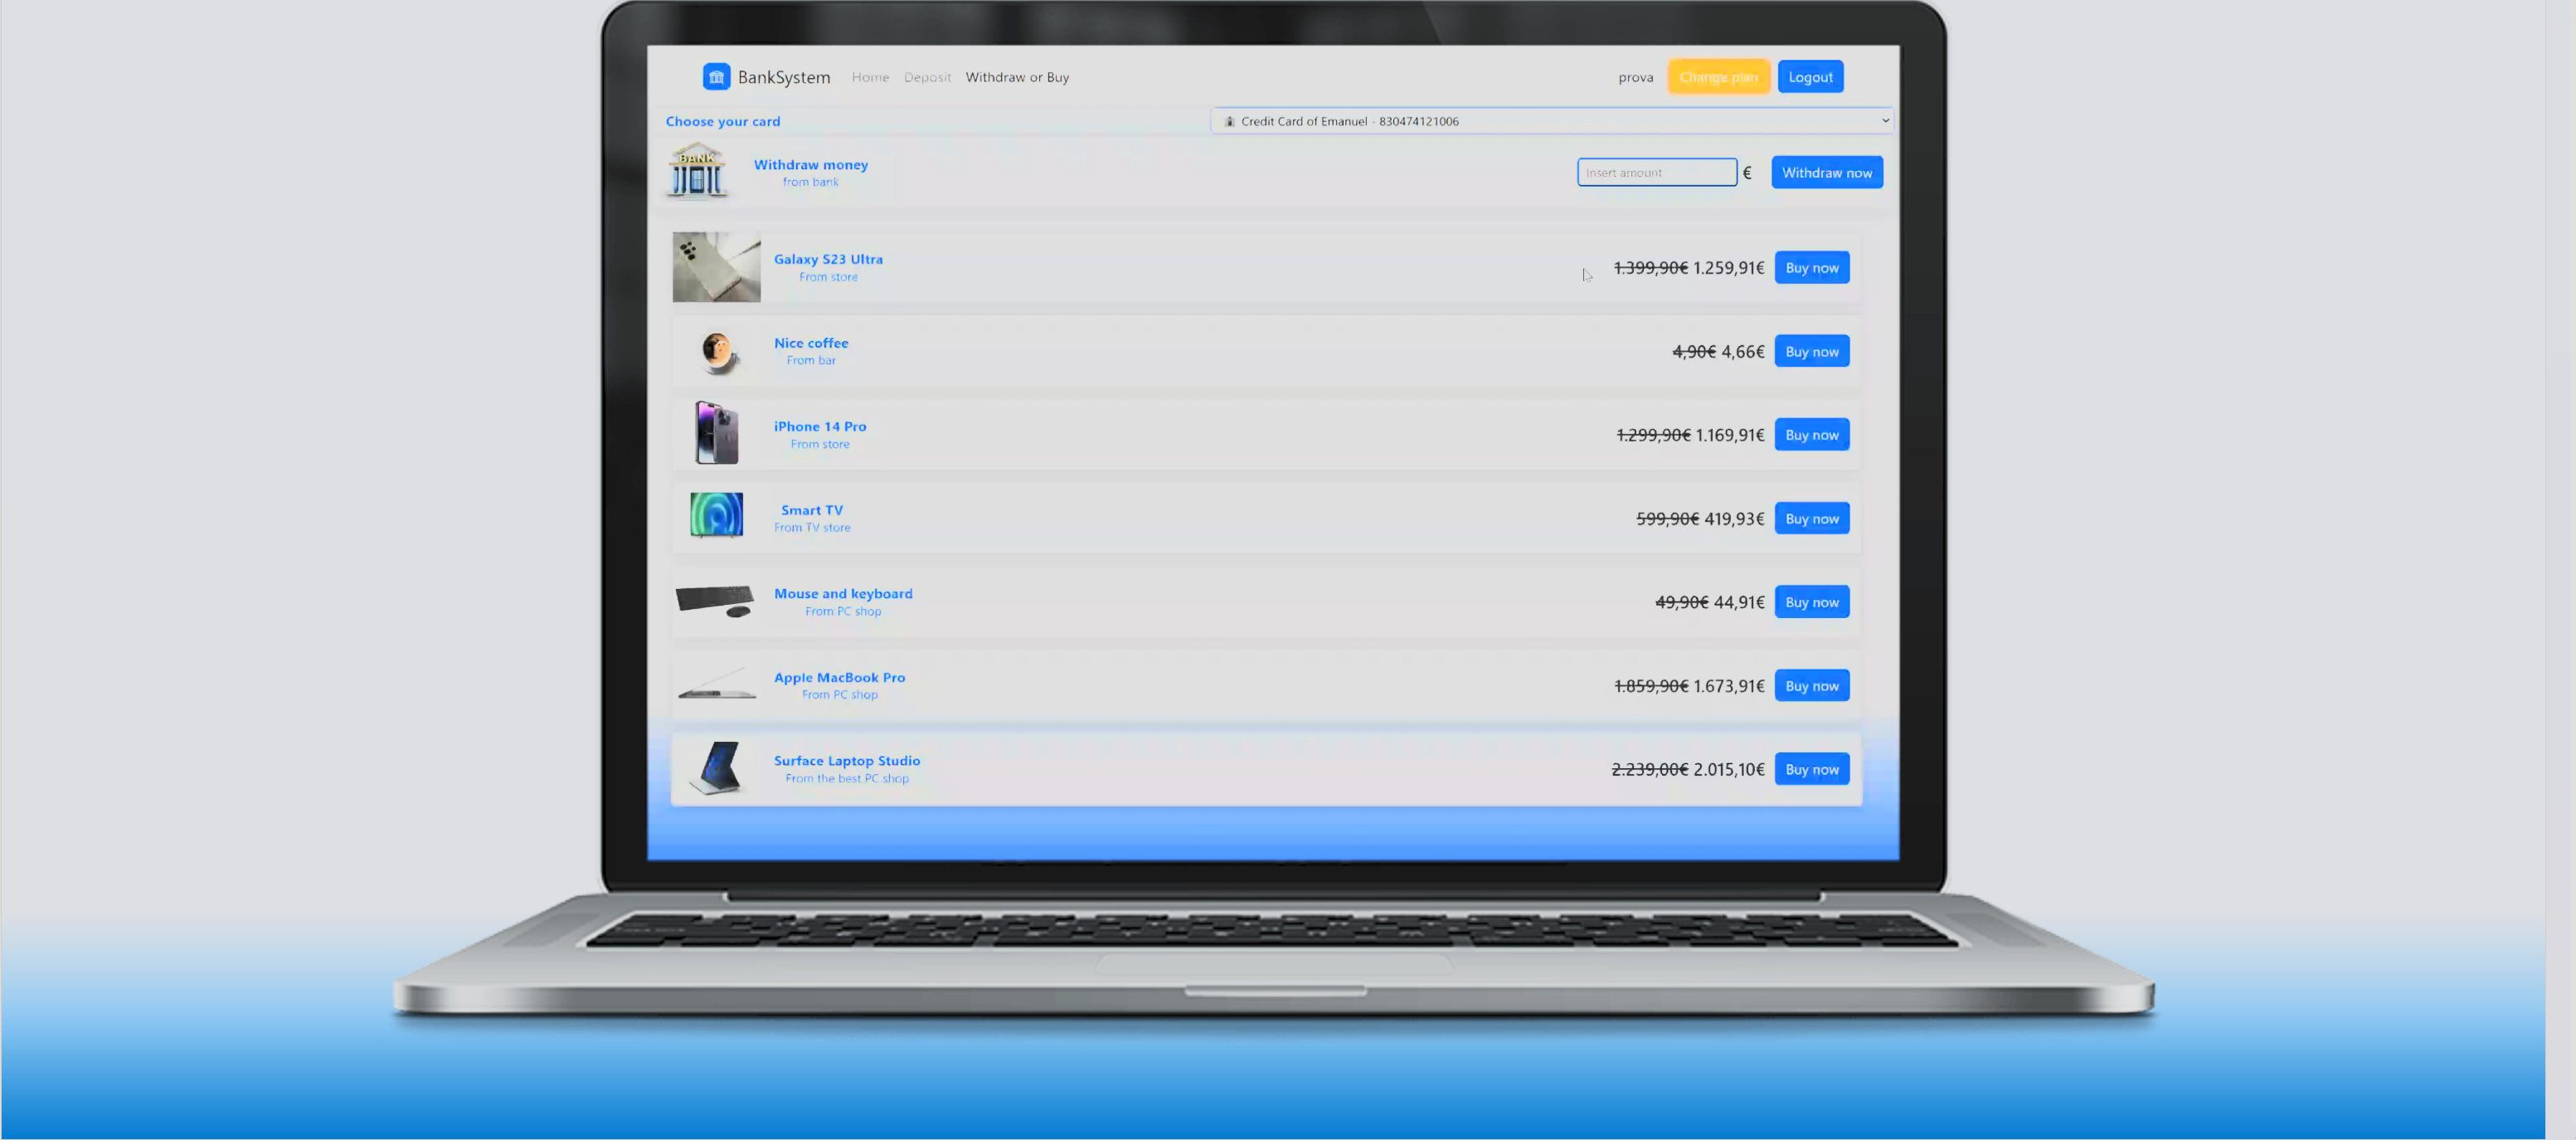 BankSystem Home Deposit Withdraw or Buy prova Change plan Logout
Choose your card Credit Card of Emanuel - 830474121006
BANK
Withdraw money
from bank
Insert amount € Withdraw now
Galaxy S23 Ultra
From store
1.399,90€ 1.259,91€ Buy now
Nice coffee
From bar
4,90€ 4,66€ Buy now
iPhone 14 Pro
From store
1.299,90€ 1.169,91€ Buy now
Smart TV
From TV store
599,90€ 419,93€ Buy now
Mouse and keyboard
From PC shop
49,90€ 44,91€ Buy now
Apple MacBook Pro
From PC shop
1.859,90€ 1.673,91€ Buy now
Surface Laptop Studio
From the best PC shop
2.239,00€ 2.015,10€ Buy now